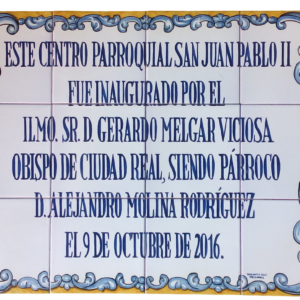 ESTE CENTRO PARROQUIAL SAN JUAN PABLO II
FUE INAUGURADO POR EL
ILMO. SR. D. GERARDO MELGAR VICIOSA
OBISPO DE CIUDAD REAL, SIENDO PÁRROCO
D. ALEJANDRO MOLINA RODRÍGUEZ
EL 9 DE OCTUBRE DE 2016.